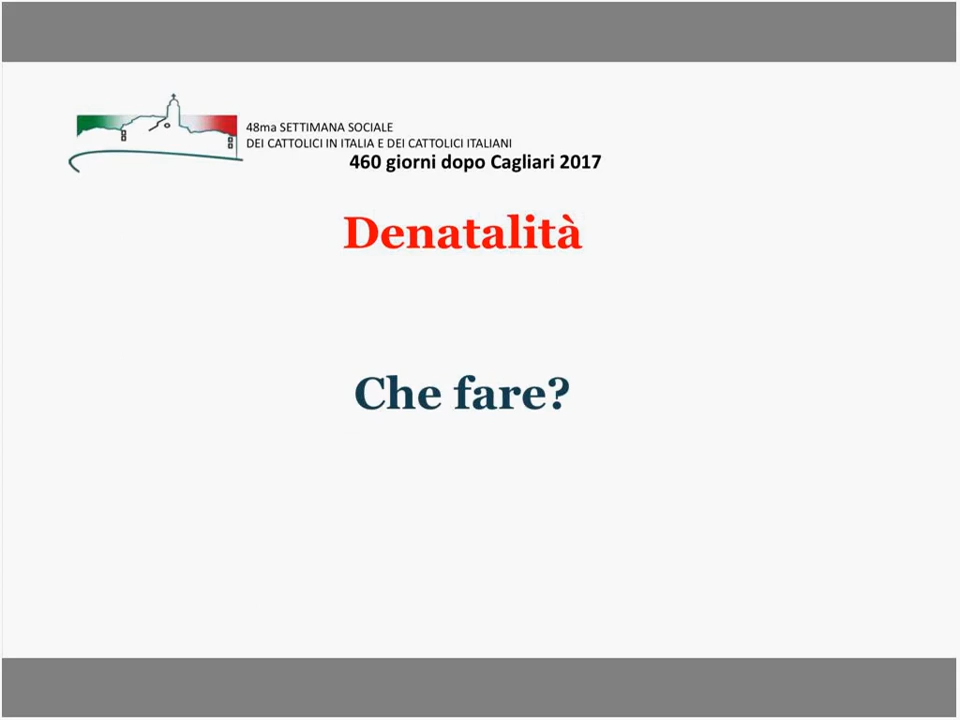 48ma SETTIMANA SOCIALE
DEI CATTOLICI IN ITALIA E DEI CATTOLICI ITALIANI
460 giorni dopo Cagliari 2017
Denatalità
Che fare?